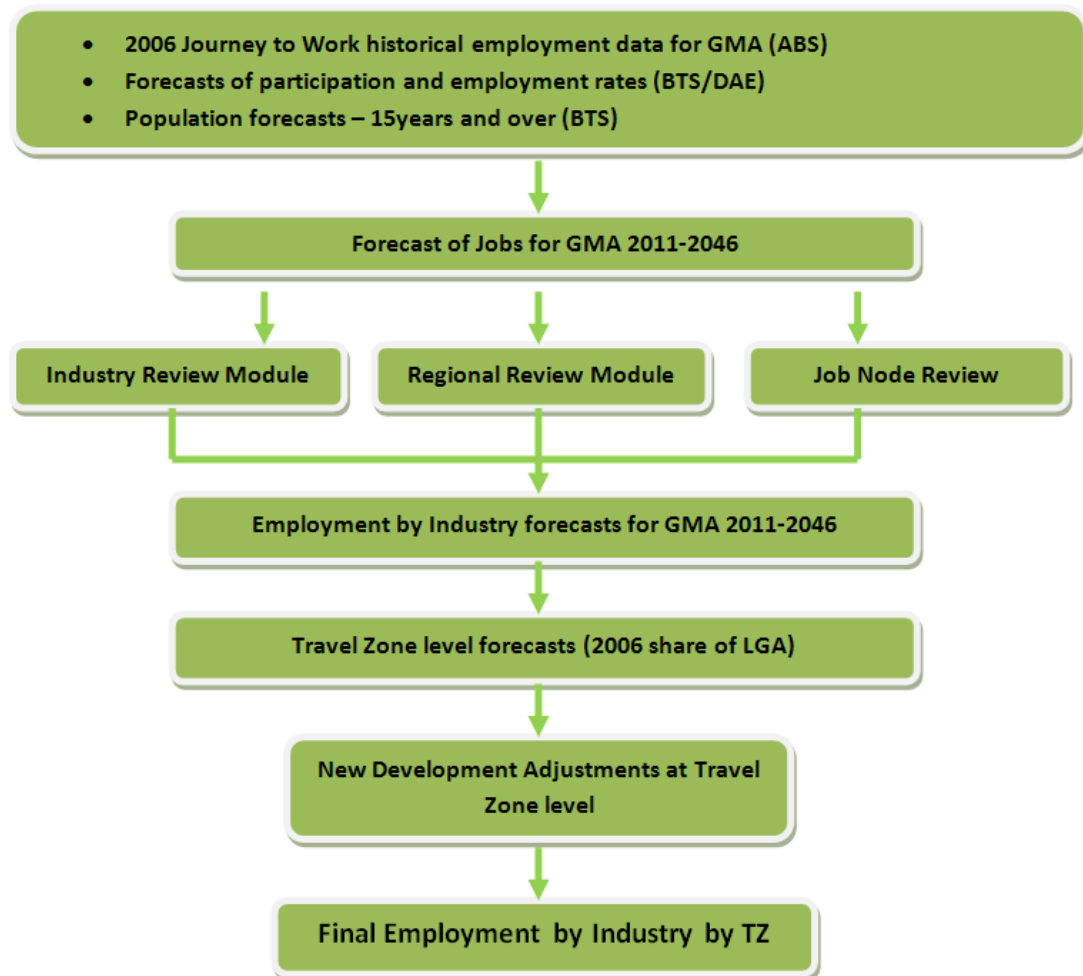 • 2006 Journey to Work historical employment data for GMA (ABS)
• Forecasts of participation and employment rates (BTS/DAE)
• Population forecasts – 15years and over (BTS)
Forecast of Jobs for GMA 2011-2046
Industry Review Module
Regional Review Module
Job Node Review
Employment by Industry forecasts for GMA 2011-2046
Travel Zone level forecasts (2006 share of LGA)
New Development Adjustments at Travel
Zone level
Final Employment by Industry by TZ